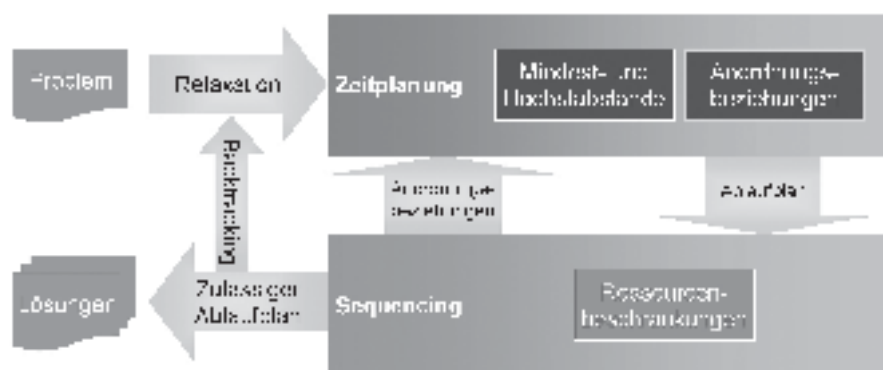 Problem
Relaxation
Zeitplanung
Mindest- und
Höchstabstände
Anordnungs-
beziehungen
Backtracking
Anordnungs-
beziehungen
Ablaufplan
Lösungen
Zulässiger
Ablaufplan
Sequencing
Ressourcen-
beschränkungen